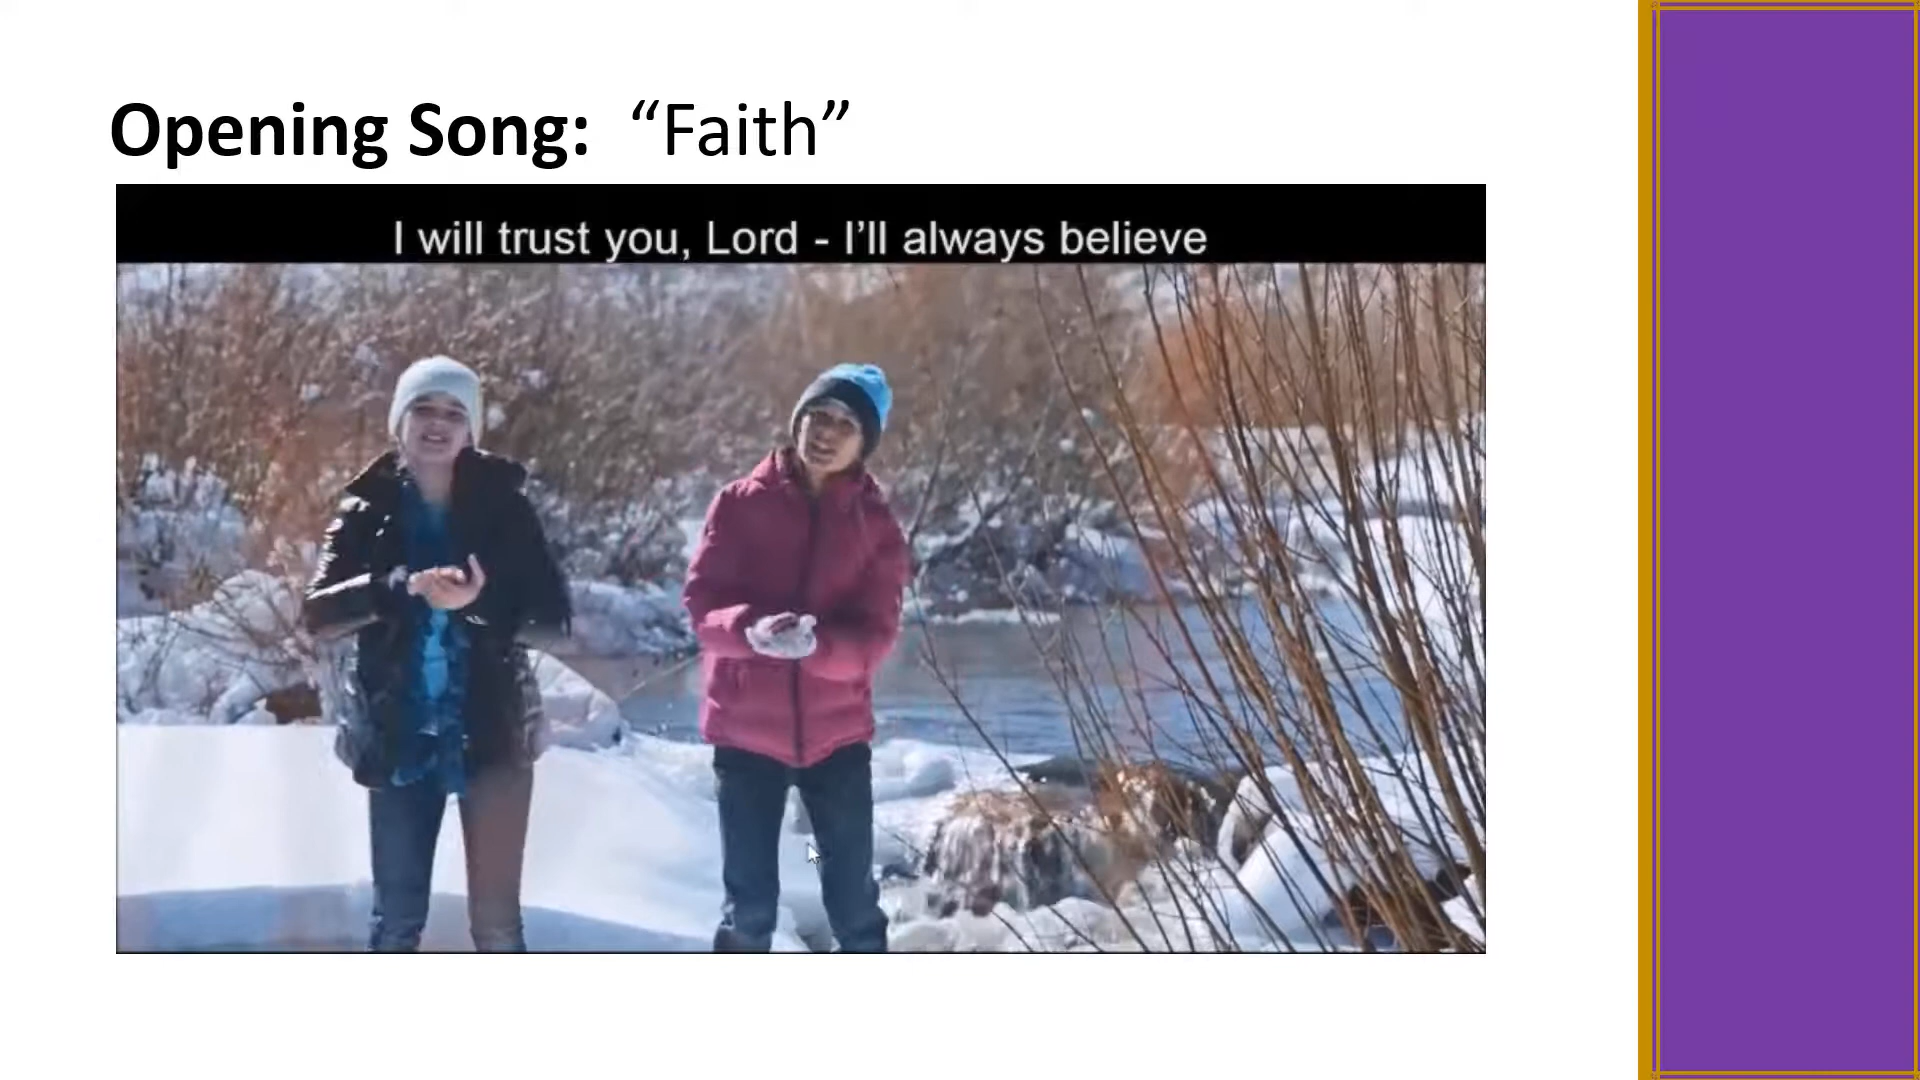 Opening Song:  “Faith”
I will trust you, Lord - I’ll always believe